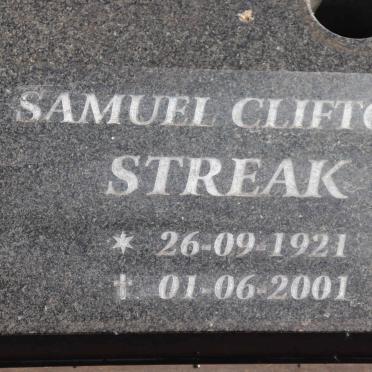 SAMUEL CLIFTO
STREAK
* 26-09-1921
† 01-06-2001